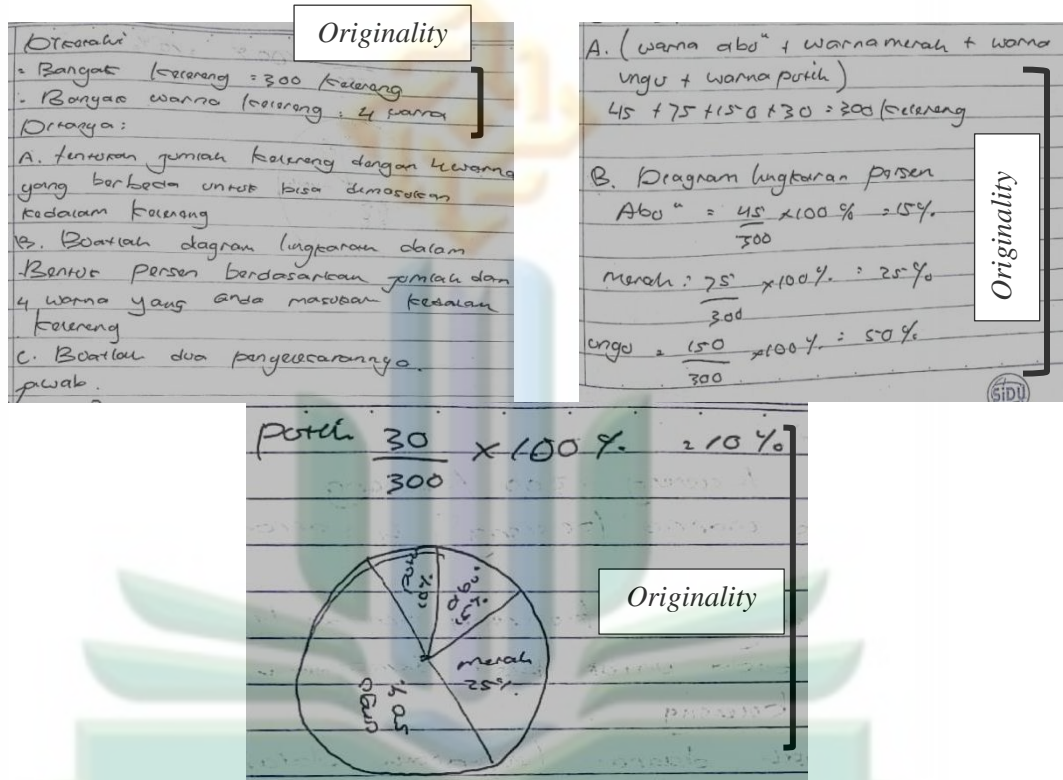 Originality
Diketahui
- Banyak kelereng = 300 kelereng
- Banyak warna kelereng : 4 warna
Ditanya:
A. tentukan jumlah kelereng dengan 4 warna
yang berbeda untuk bisa dimasukan
kedalam kelereng
B. Buatlah diagram lingkaran dalam
Bentuk persen berdasarkan jumlah dan
4 warna yang anda masukan kedalam
kelereng
C. Buatlah dua penyelesaiannya.
jawab.
A. (warna abu" + warna merah + warna
ungu + warna putih)
45 + 75 + 150 + 30 = 300 kelereng
B. Diagram lingkaran persen
Abu" = 45/300 x100 % = 15%
merah : 75/300 x100 % : 25%
ungu = 150/300 x100 % = 50%
Originality
SIDU
Putih 30/300 x 100 % = 10 %
Putih
10%
abu"
15%
merah
25%
ungu
50 %
Originality